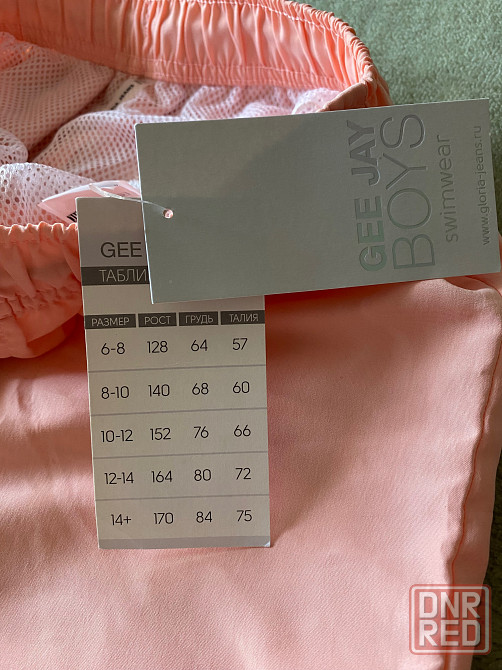 GEE JAY
BOYS
swimwear
www.gloria-jeans.ru
GEE
ТАБЛИ
РАЗМЕР РОСТ ГРУДЬ ТАЛИЯ
6-8 128 64 57
8-10 140 68 60
10-12 152 76 66
12-14 164 80 72
14+ 170 84 75
DNR
RED